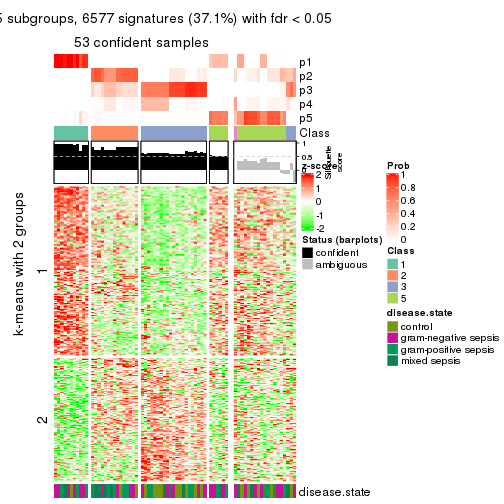 5 subgroups, 6577 signatures (37.1%) with fdr < 0.05
53 confident samples
p1
p2
p3
p4
p5
Class
1
0.5
0
Silhouette
score
z-score
2
1
0
-1
-2
Status (barplots)
confident
ambiguous
Prob
1
0.8
0.6
0.4
0.2
0
Class
1
2
3
5
disease.state
control
gram-negative sepsis
gram-positive sepsis
mixed sepsis
k-means with 2 groups
1
2
disease.state